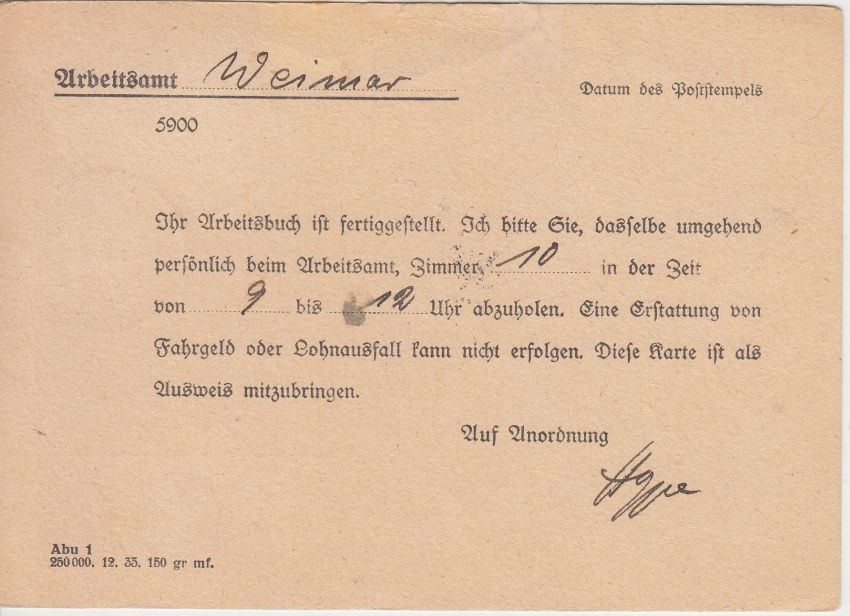 Arbeitsamt Weimar
Datum des Poststempels
5900
Ihr Arbeitsbuch ist fertiggestellt. Ich bitte Sie, dasselbe umgehend
persönlich beim Arbeitsamt, Zimmer 10 in der Zeit
von 9 bis 12 Uhr abzuholen. Eine Erstattung von
Fahrgeld oder Lohnausfall kann nicht erfolgen. Diese Karte ist als
Ausweis mitzubringen.
Auf Anordnung
Abu 1
250000. 12. 35. 150 gr mf.